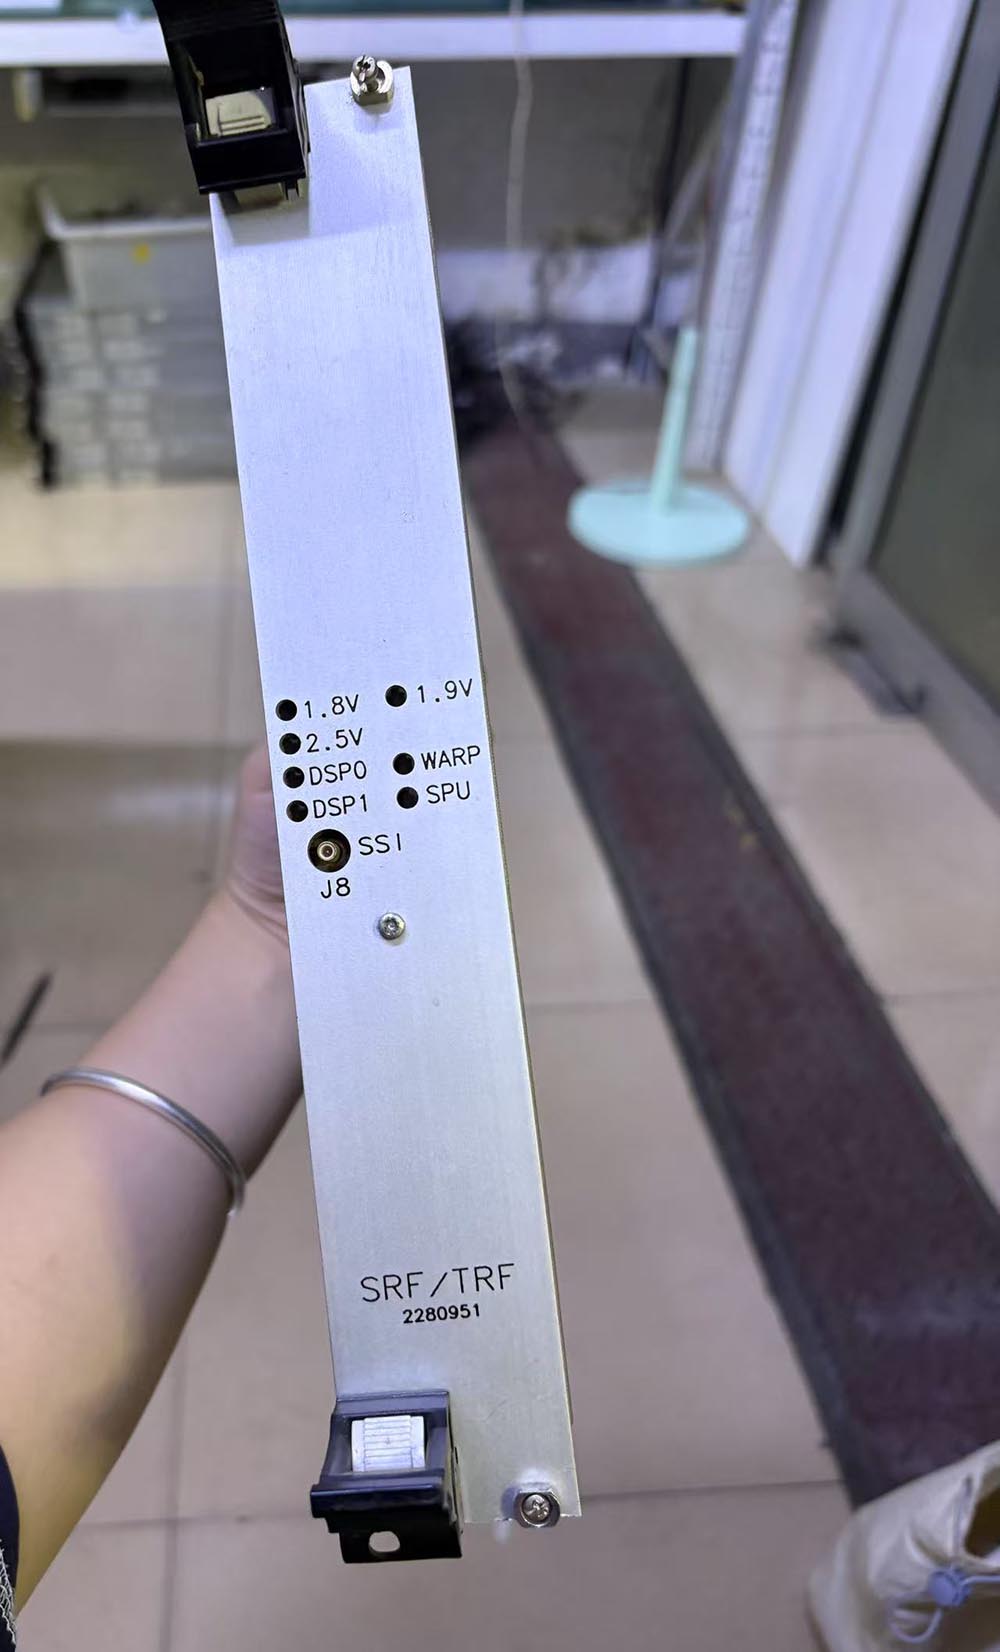 1.8V 1.9V
2.5V
DSP0 WARP
DSP1 SPU
SSI
J8
SRF/TRF
2280951